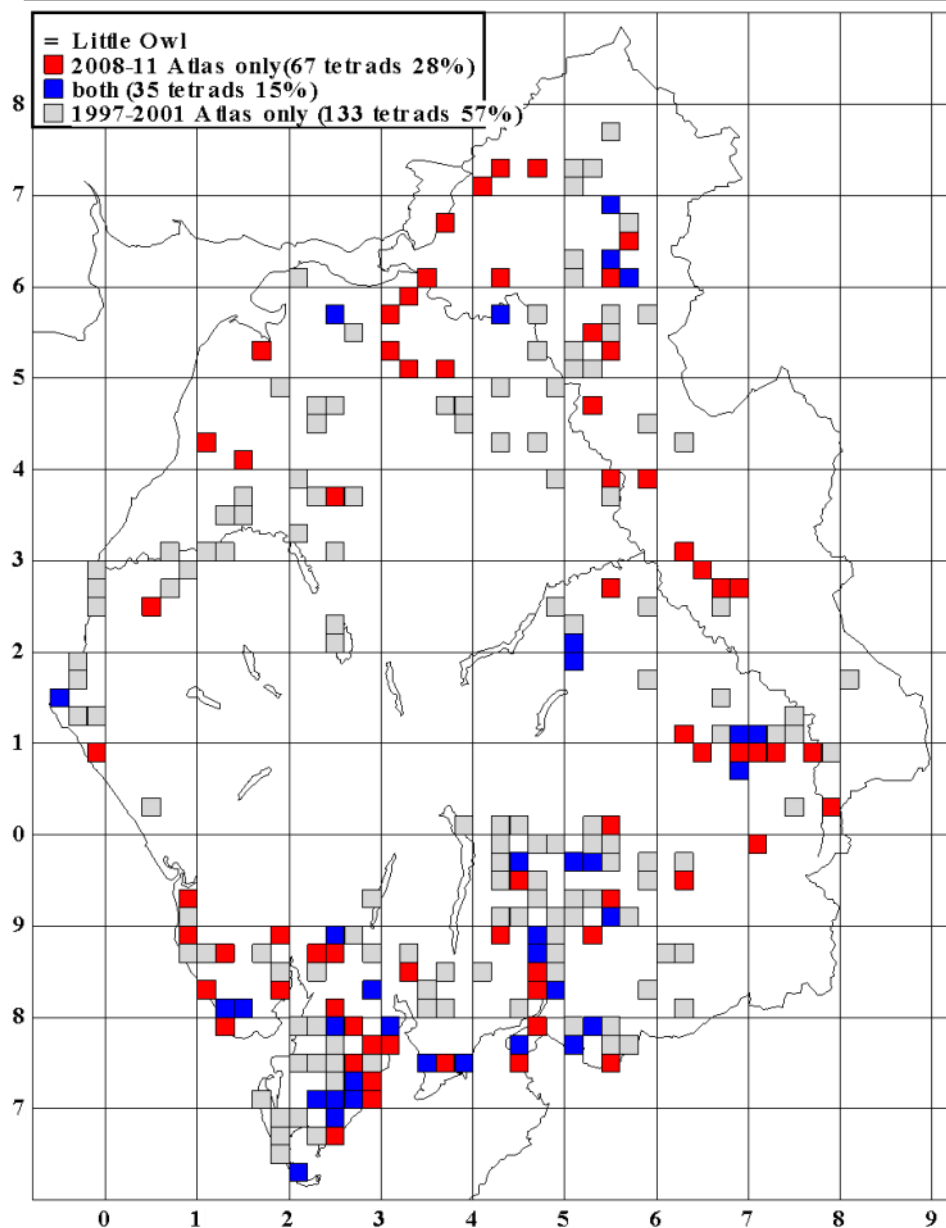 = Little Owl
2008-11 Atlas only(67 tetrads 28%)
both (35 tetrads 15%)
1997-2001 Atlas only (133 tetrads 57%)
8
7
6
5
4
3
2
1
0
9
8
7
0 1 2 3 4 5 6 7 8 9